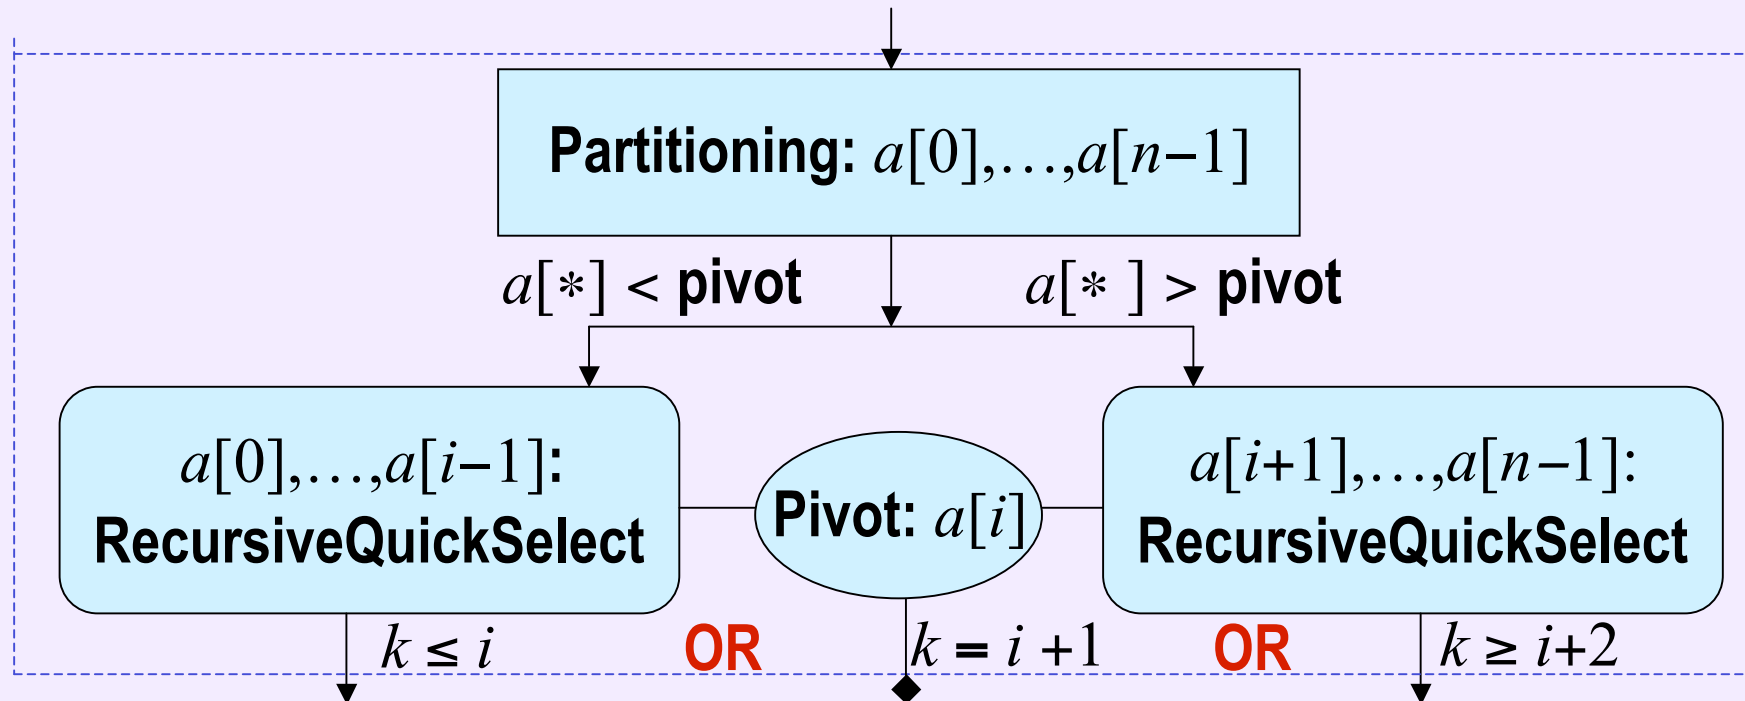 Partitioning: a[0],…,a[n−1]
a[*] < pivot
a[* ] > pivot
a[0],…,a[i−1]:
RecursiveQuickSelect
Pivot: a[i]
a[i+1],…,a[n−1]:
RecursiveQuickSelect
k ≤ i
OR
k = i +1
OR
k ≥ i+2